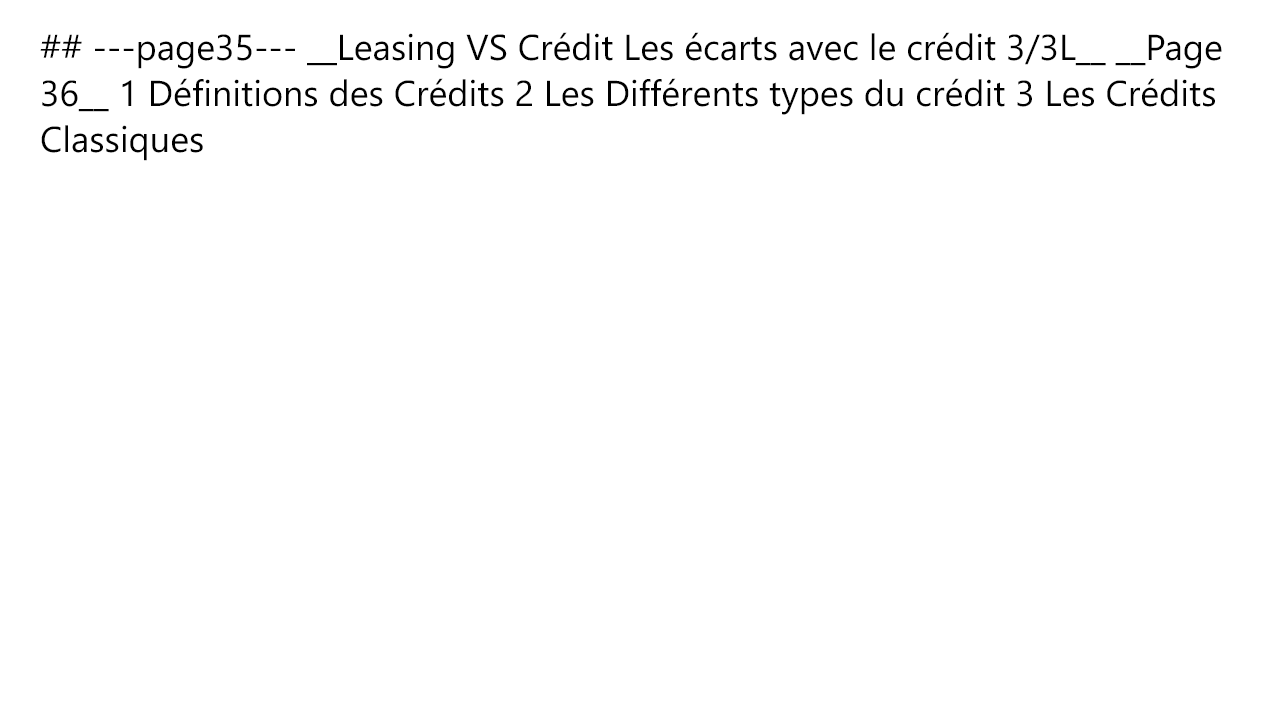 ## ---page35--- __Leasing VS Crédit Les écarts avec le crédit 3/3L__ __Page
36__ 1 Définitions des Crédits 2 Les Différents types du crédit 3 Les Crédits
Classiques